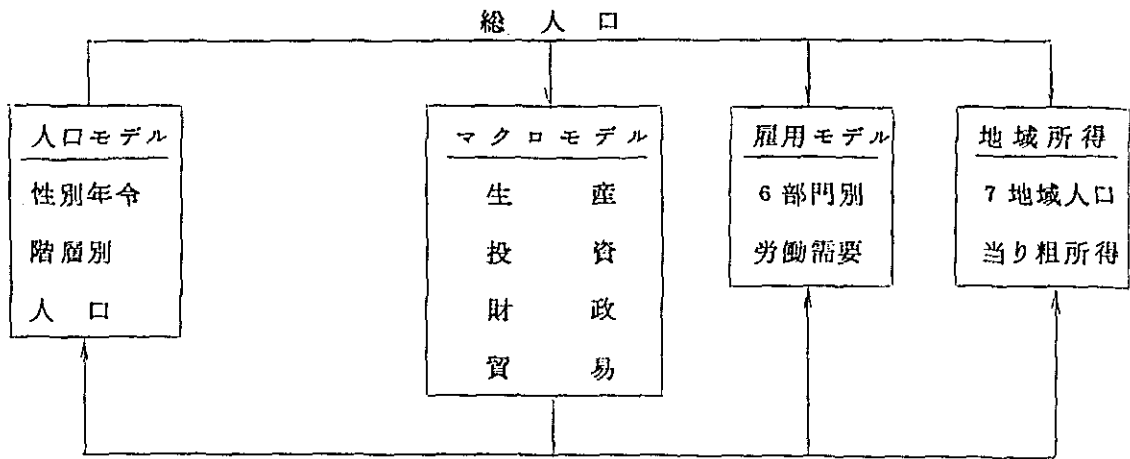 総人口
人口モデル
性別年令
階層別
人口
マクロモデル
生産
投資
財政
貿易
雇用モデル
6部門別
労働需要
地域所得
7地域人口
当り粗所得